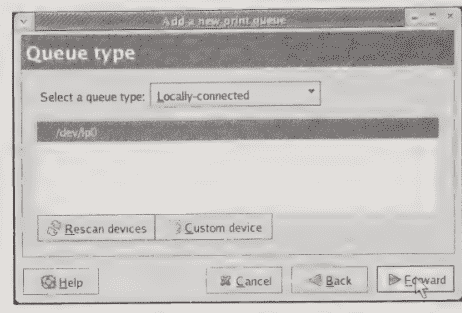 Add a new print queue
Queue type
Select a queue type: Locally-connected
/dev/lp0
Rescan devices Custom device
Help Cancel Back Forward